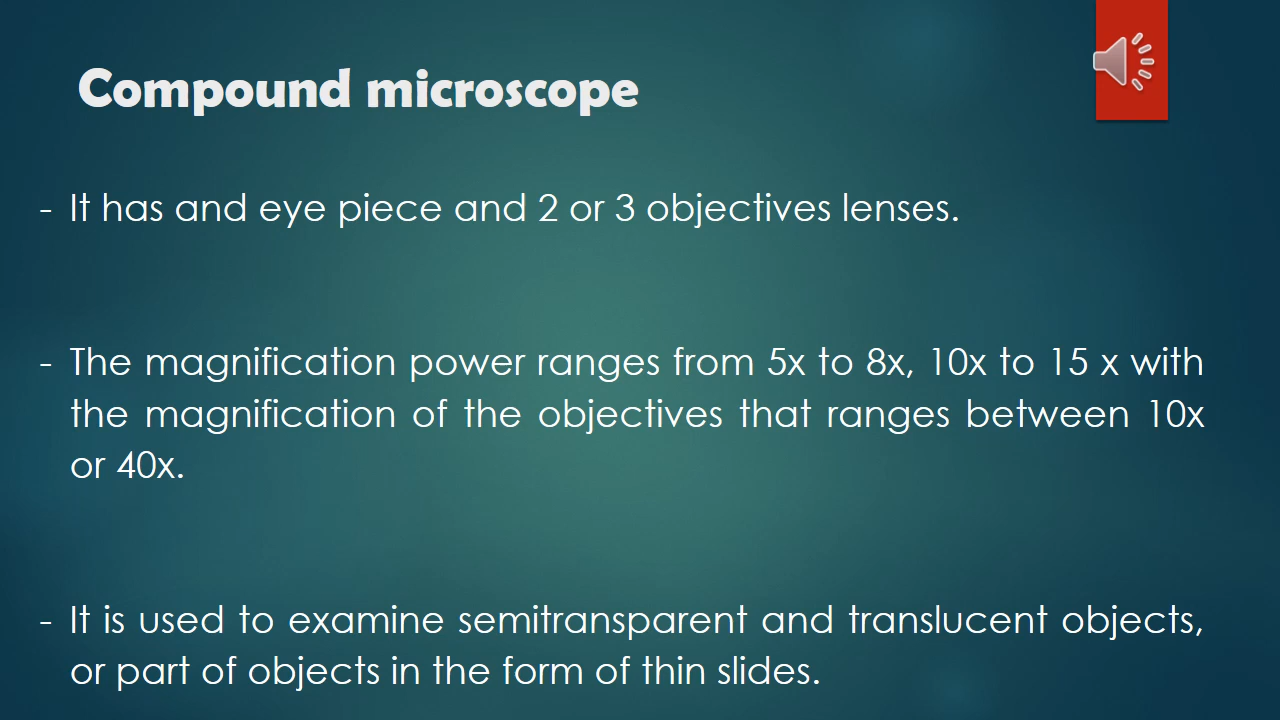 Compound microscope
- It has and eye piece and 2 or 3 objectives lenses.
- The magnification power ranges from 5x to 8x, 10x to 15 x with
the magnification of the objectives that ranges between 10x
or 40x.
- It is used to examine semitransparent and translucent objects,
or part of objects in the form of thin slides.